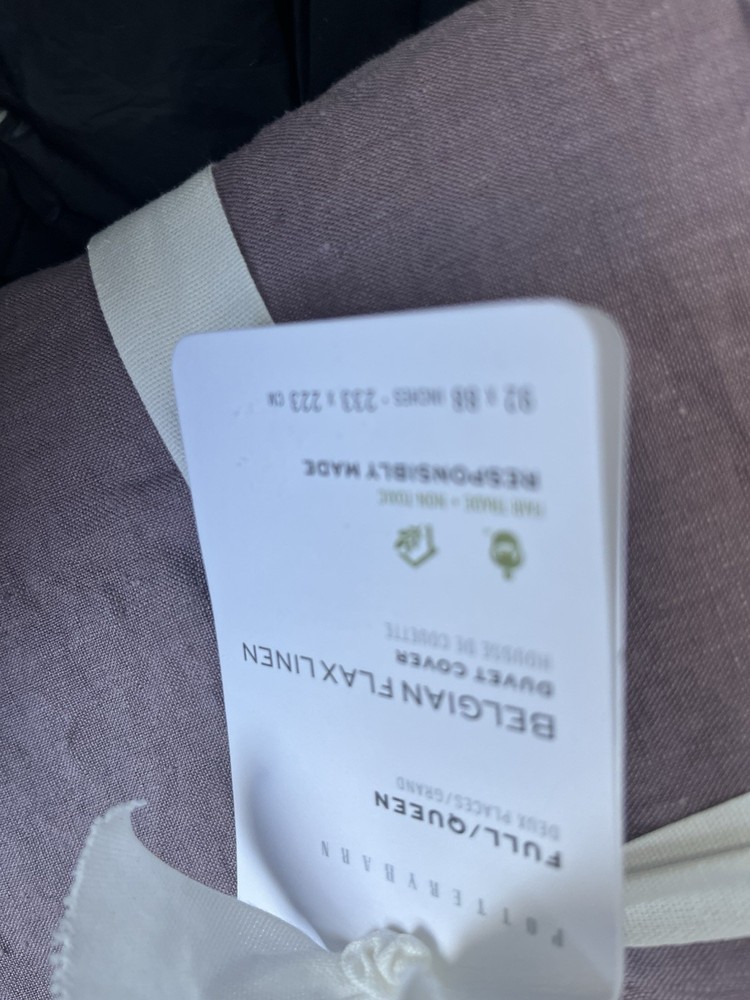 POTTERYBARN
FULL/QUEEN
DEUX PLACES/GRAND
BELGIAN FLAX LINEN
DUVET COVER
HOUSSE DE COUETTE
FAIR TRADE + NON-TOXIC
RESPONSIBLY MADE
92 x 88 INCHES • 233 x 223 CM